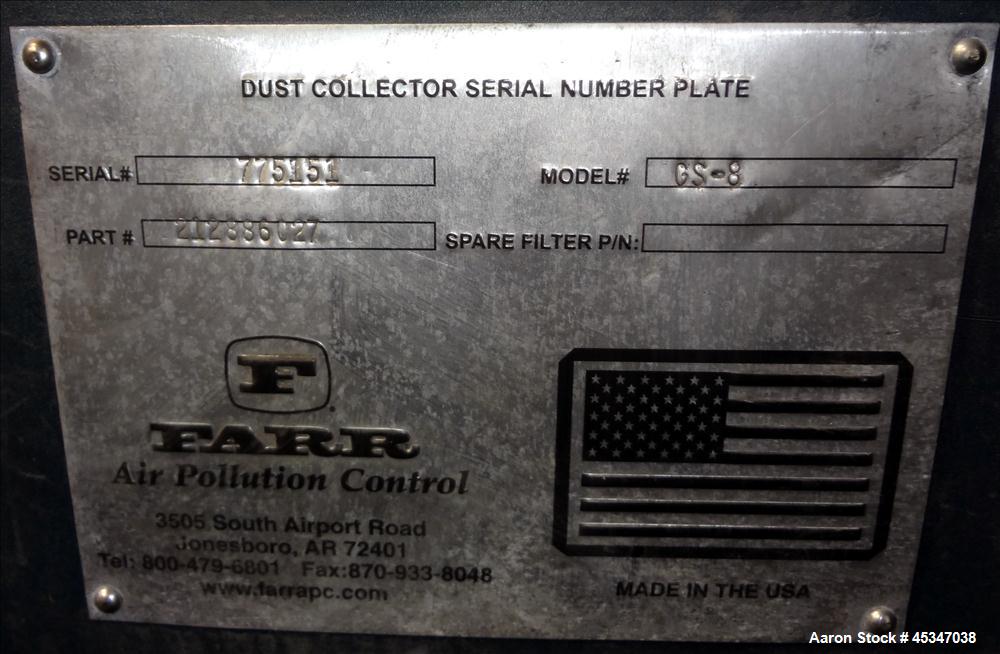 DUST COLLECTOR SERIAL NUMBER PLATE
SERIAL# 775151 MODEL# GS-8
PART # 212886027 SPARE FILTER P/N:
F
FARR
Air Pollution Control
3505 South Airport Road
Jonesboro, AR 72401
Tel: 800-479-6801 Fax:870-933-8048
www.farrapc.com
MADE IN THE USA
Aaron Stock # 45347038